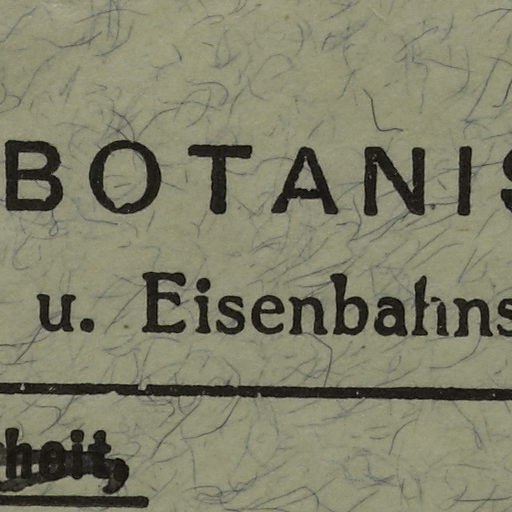 BOTANIS
u. Eisenbahns
heit,